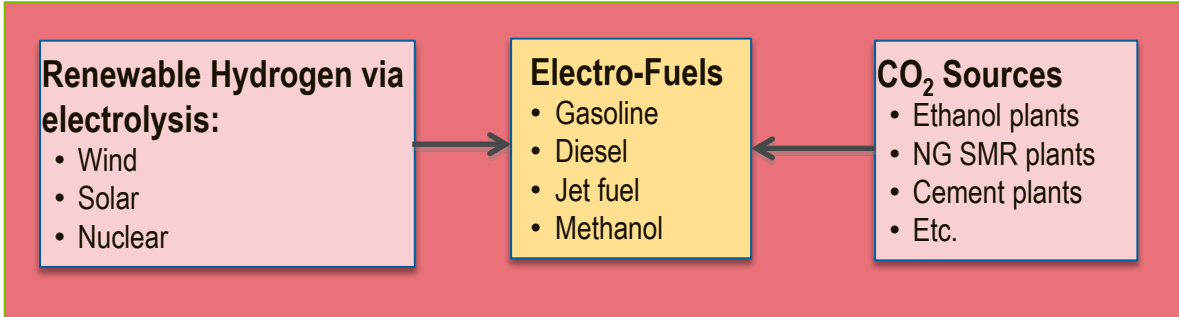 Renewable Hydrogen via
electrolysis:
• Wind
• Solar
• Nuclear
Electro-Fuels
• Gasoline
• Diesel
• Jet fuel
• Methanol
CO₂ Sources
• Ethanol plants
• NG SMR plants
• Cement plants
• Etc.